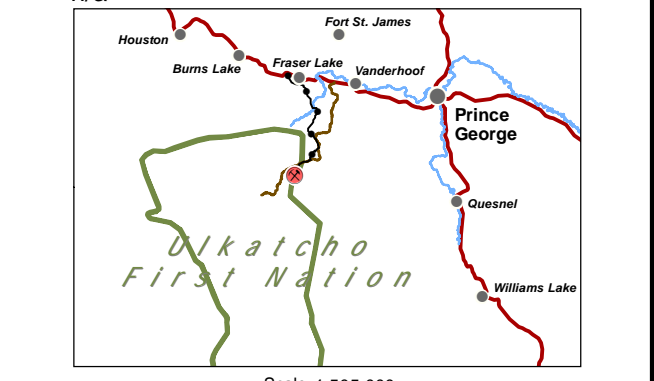 Fort St. James
Houston
Burns Lake
Fraser Lake
Vanderhoof
Prince
George
Quesnel
Ulkatcho
First Nation
Williams Lake